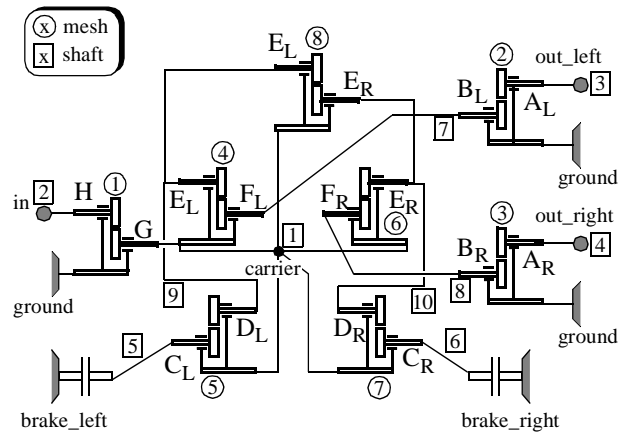 x mesh
x shaft
8
E_L
E_R
2
out_left
3
B_L
A_L
7
ground
4
E_L
F_L
F_R
E_R
6
1
H
in
2
G
1
carrier
ground
3
out_right
4
B_R
A_R
8
ground
9
10
D_L
D_R
5
C_L
5
6
C_R
7
brake_left
brake_right